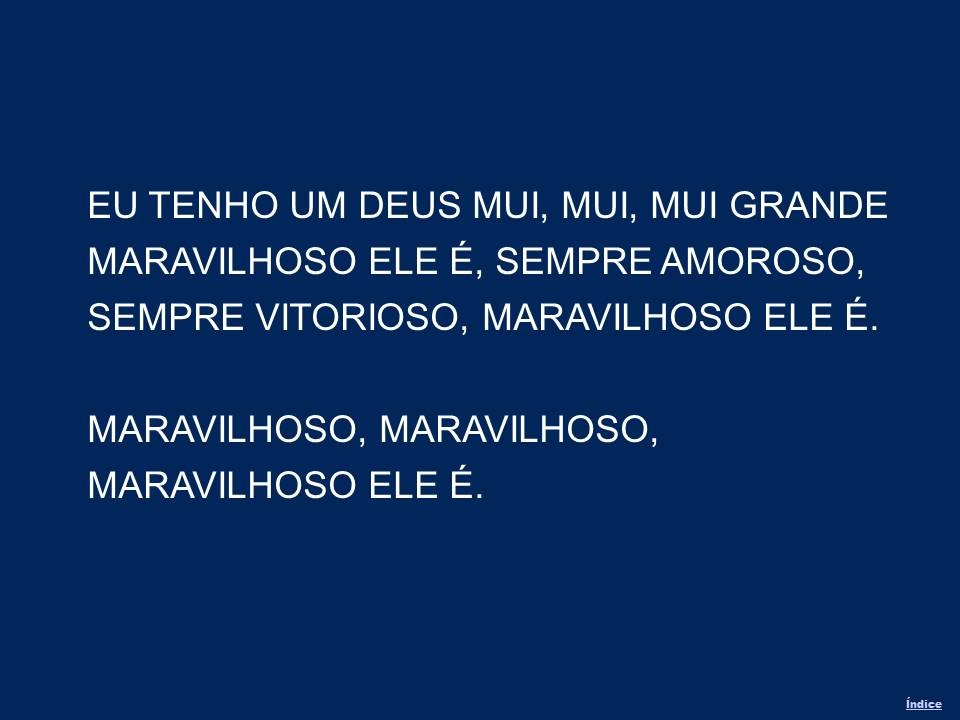 EU TENHO UM DEUS MUI, MUI, MUI GRANDE
MARAVILHOSO ELE É, SEMPRE AMOROSO,
SEMPRE VITORIOSO, MARAVILHOSO ELE É.
MARAVILHOSO, MARAVILHOSO,
MARAVILHOSO ELE É.
Índice